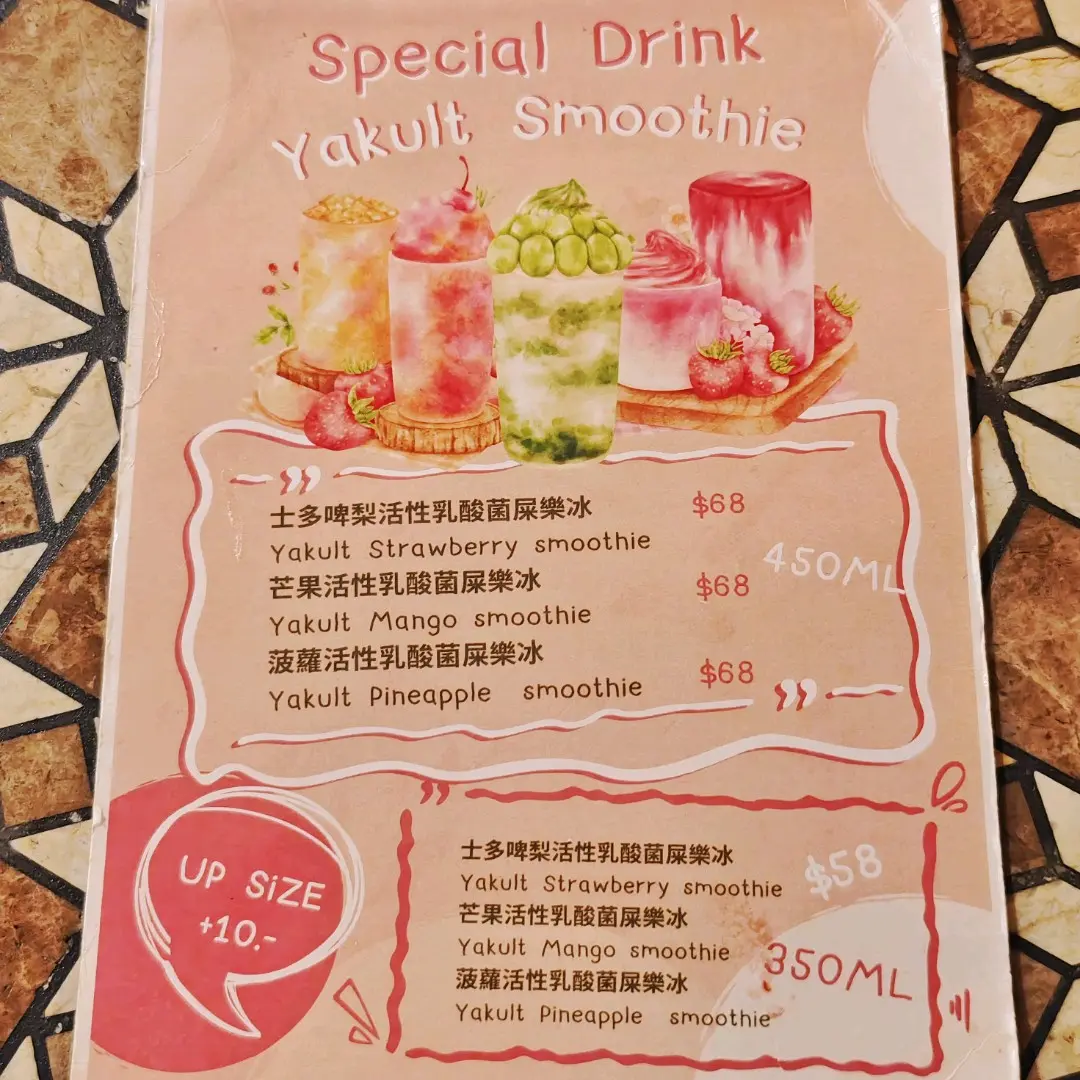 Special Drink
Yakult Smoothie
士多啤梨活性乳酸菌屎樂冰 $68
Yakult Strawberry smoothie
450ML
芒果活性乳酸菌屎樂冰 $68
Yakult Mango smoothie
菠蘿活性乳酸菌屎樂冰 $68
Yakult Pineapple smoothie
UP SiZE
+10.-
士多啤梨活性乳酸菌屎樂冰
$58
Yakult Strawberry smoothie
芒果活性乳酸菌屎樂冰
Yakult Mango smoothie
350ML
菠蘿活性乳酸菌屎樂冰
Yakult Pineapple smoothie